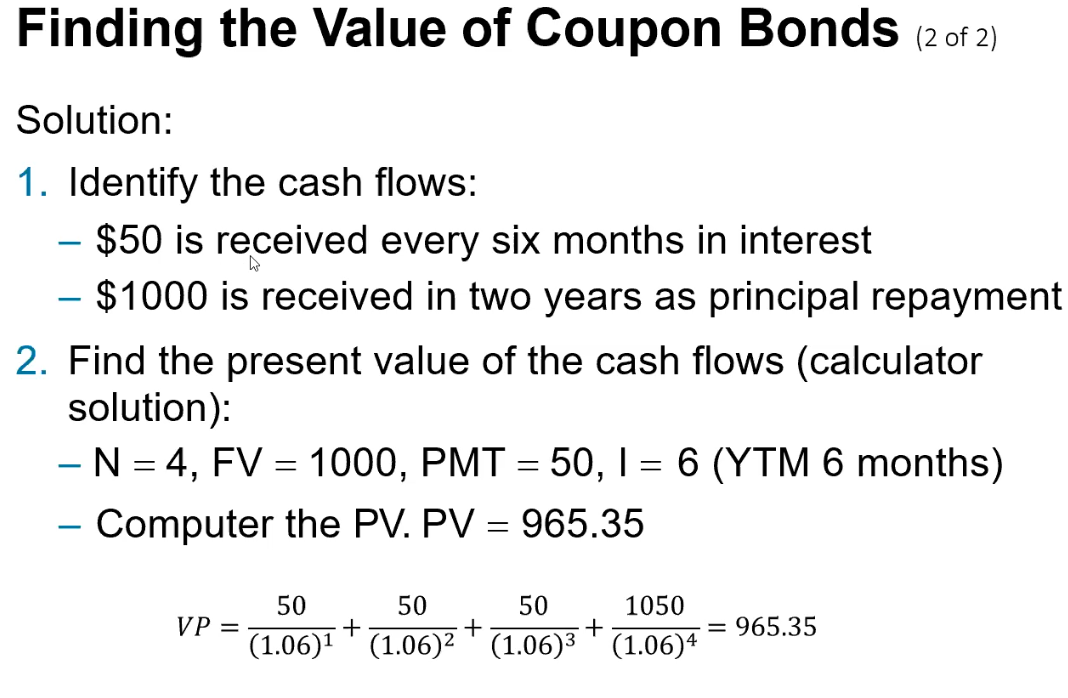 Finding the Value of Coupon Bonds (2 of 2)
Solution:
1. Identify the cash flows:
– $50 is received every six months in interest
– $1000 is received in two years as principal repayment
2. Find the present value of the cash flows (calculator
solution):
– N = 4, FV = 1000, PMT = 50, I = 6 (YTM 6 months)
– Computer the PV. PV = 965.35
VP = 50/(1.06)¹ + 50/(1.06)² + 50/(1.06)³ + 1050/(1.06)⁴ = 965.35